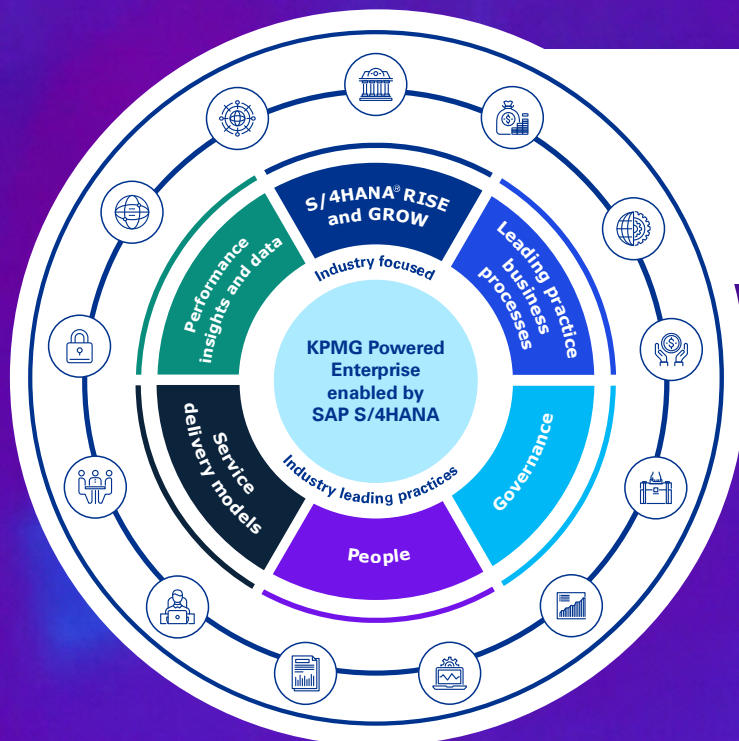 S/4HANA® RISE
and GROW
Leading practice
business
processes
Governance
People
Service
delivery models
Performance
insights and data
Industry focused
KPMG Powered
Enterprise
enabled by
SAP S/4HANA
Industry leading practices